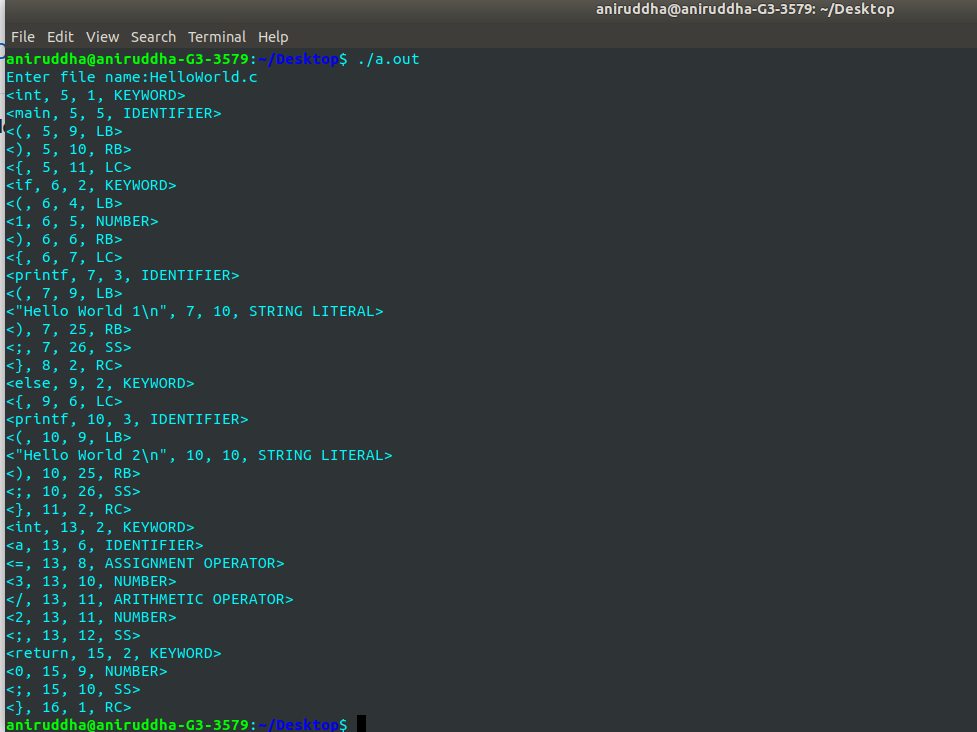 aniruddha@aniruddha-G3-3579: ~/Desktop
File Edit View Search Terminal Help
aniruddha@aniruddha-G3-3579:~/Desktop$ ./a.out
Enter file name:HelloWorld.c
<int, 5, 1, KEYWORD>
<main, 5, 5, IDENTIFIER>
<(, 5, 9, LB>
<), 5, 10, RB>
<{, 5, 11, LC>
<if, 6, 2, KEYWORD>
<(, 6, 4, LB>
<1, 6, 5, NUMBER>
<), 6, 6, RB>
<{, 6, 7, LC>
<printf, 7, 3, IDENTIFIER>
<(, 7, 9, LB>
<"Hello World 1\n", 7, 10, STRING LITERAL>
<), 7, 25, RB>
<;, 7, 26, SS>
<}, 8, 2, RC>
<else, 9, 2, KEYWORD>
<{, 9, 6, LC>
<printf, 10, 3, IDENTIFIER>
<(, 10, 9, LB>
<"Hello World 2\n", 10, 10, STRING LITERAL>
<), 10, 25, RB>
<;, 10, 26, SS>
<}, 11, 2, RC>
<int, 13, 2, KEYWORD>
<a, 13, 6, IDENTIFIER>
<=, 13, 8, ASSIGNMENT OPERATOR>
<3, 13, 10, NUMBER>
</, 13, 11, ARITHMETIC OPERATOR>
<2, 13, 11, NUMBER>
<;, 13, 12, SS>
<return, 15, 2, KEYWORD>
<0, 15, 9, NUMBER>
<;, 15, 10, SS>
<}, 16, 1, RC>
aniruddha@aniruddha-G3-3579:~/Desktop$